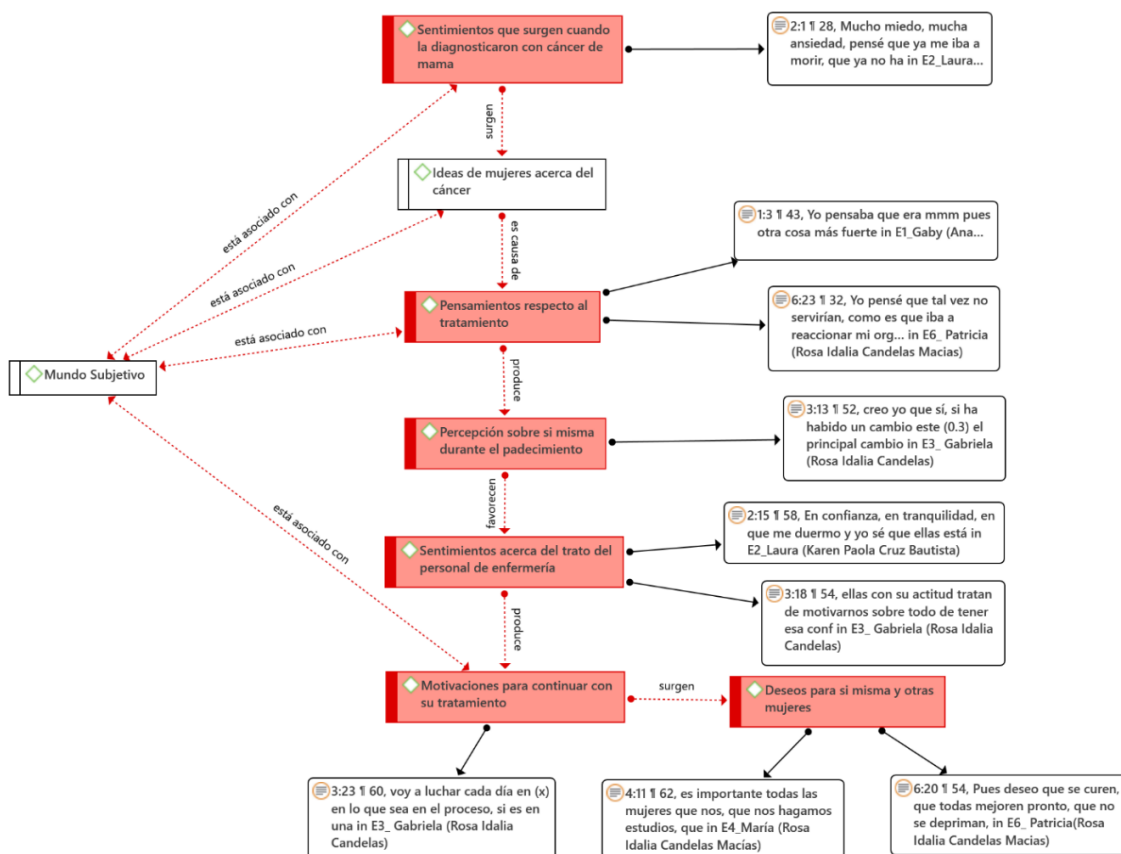 Sentimientos que surgen cuando
la diagnosticaron con cáncer de
mama
2:1 ¶ 28, Mucho miedo, mucha
ansiedad, pensé que ya me iba a
morir, que ya no ha in E2_Laura...
surgen
está asociado con
Ideas de mujeres acerca del
cáncer
es causa de
está asociado con
1:3 ¶ 43, Yo pensaba que era mmm pues
otra cosa más fuerte in E1_Gaby (Ana...
Pensamientos respecto al
tratamiento
6:23 ¶ 32, Yo pensé que tal vez no
servirían, como es que iba a
reaccionar mi org... in E6_ Patricia
(Rosa Idalia Candelas Macias)
está asociado con
Mundo Subjetivo
produce
Percepción sobre si misma
durante el padecimiento
3:13 ¶ 52, creo yo que sí, si ha
habido un cambio este (0.3) el
principal cambio in E3_ Gabriela
(Rosa Idalia Candelas)
favorecen
está asociado con
Sentimientos acerca del trato del
personal de enfermería
2:15 ¶ 58, En confianza, en tranquilidad, en
que me duermo y yo sé que ellas está in
E2_Laura (Karen Paola Cruz Bautista)
3:18 ¶ 54, ellas con su actitud tratan
de motivarnos sobre todo de tener
esa conf in E3_ Gabriela (Rosa Idalia
Candelas)
produce
Motivaciones para continuar con
su tratamiento
surgen
Deseos para si misma y otras
mujeres
3:23 ¶ 60, voy a luchar cada día en (x)
en lo que sea en el proceso, si es en
una in E3_ Gabriela (Rosa Idalia
Candelas)
4:11 ¶ 62, es importante todas las
mujeres que nos, que nos hagamos
estudios, que in E4_María (Rosa
Idalia Candelas Macías)
6:20 ¶ 54, Pues deseo que se curen,
que todas mejoren pronto, que no
se depriman, in E6_ Patricia(Rosa
Idalia Candelas Macias)